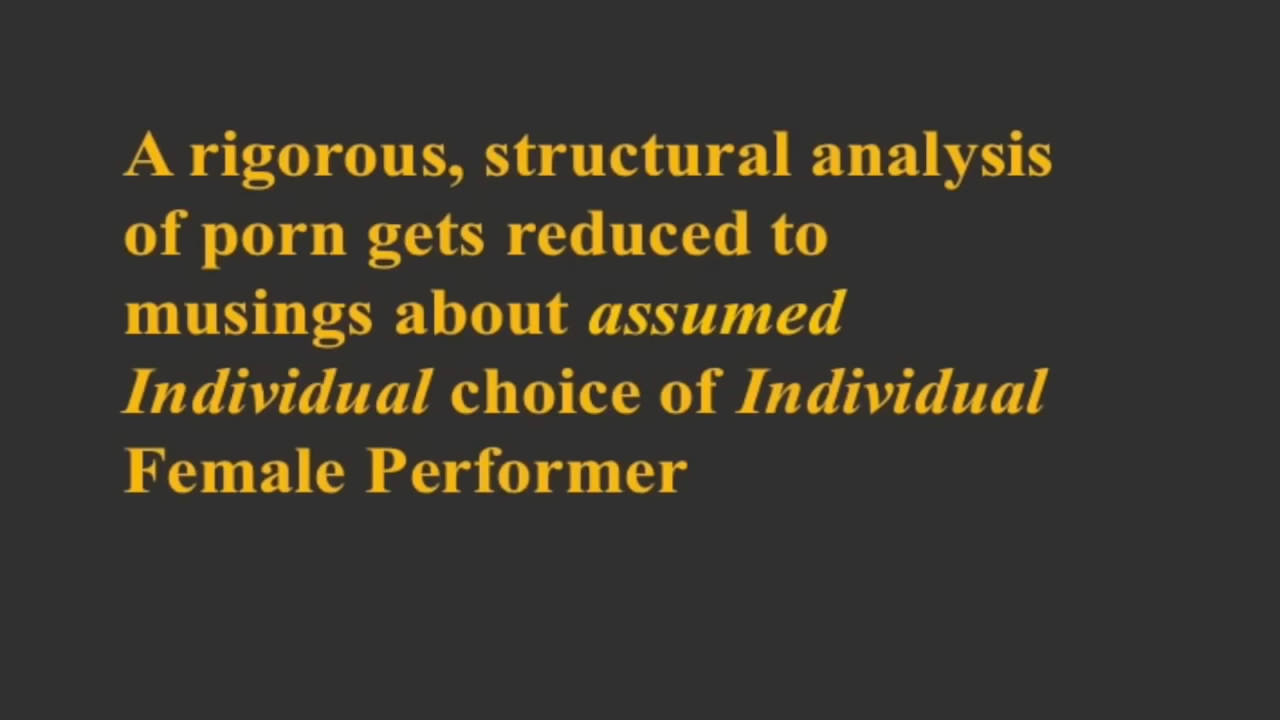 A rigorous, structural analysis
of porn gets reduced to
musings about assumed
Individual choice of Individual
Female Performer